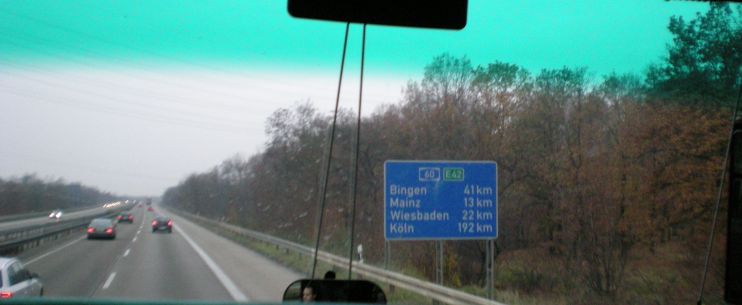 60 E42
Bingen 41 km
Mainz 13 km
Wiesbaden 22 km
Köln 192 km